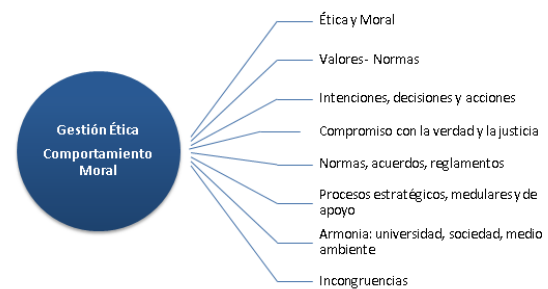 Gestión Ética
Comportamiento
Moral
Ética y Moral
Valores- Normas
Intenciones, decisiones y acciones
Compromiso con la verdad y la justicia
Normas, acuerdos, reglamentos
Procesos estratégicos, medulares y de
apoyo
Armonia: universidad, sociedad, medio
ambiente
Incongruencias